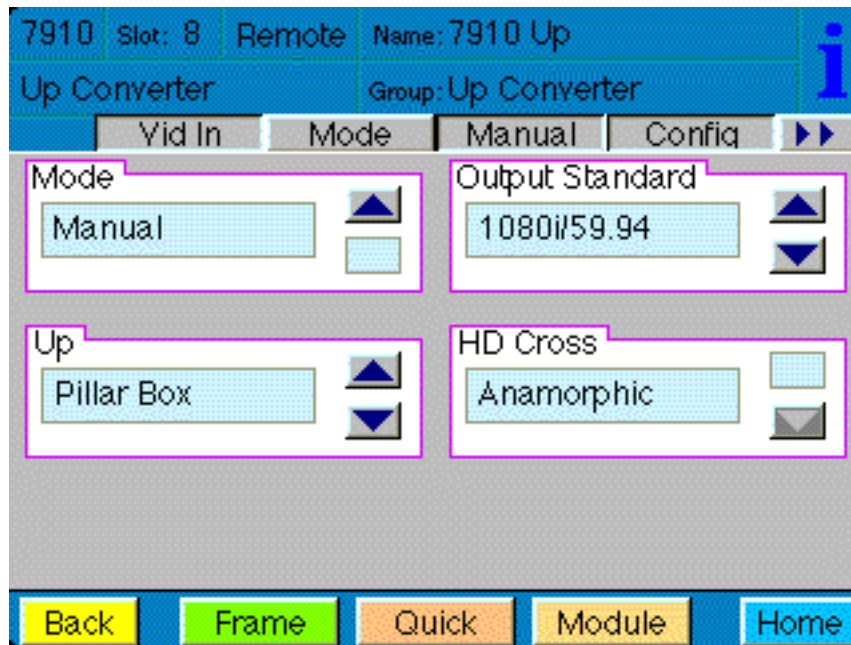 7910 Slot: 8 Remote Name: 7910 Up
Up Converter Group: Up Converter
i
Vid In Mode Manual Config
Mode Output Standard
Manual 1080i/59.94
Up HD Cross
Pillar Box Anamorphic
Back Frame Quick Module Home